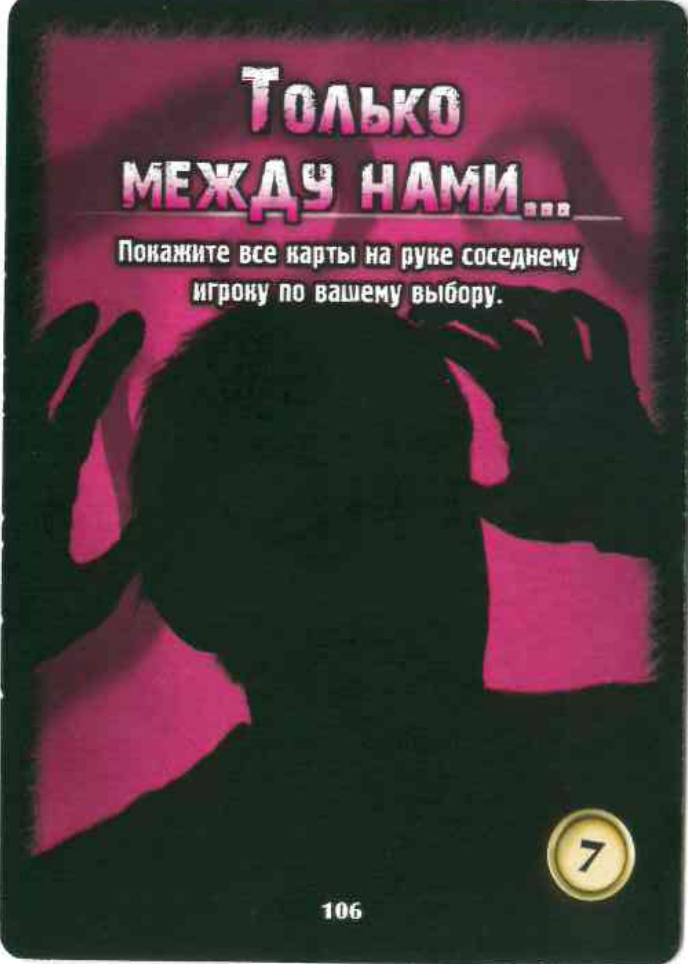 Только
между нами...
Покажите все карты на руке соседнему
игроку по вашему выбору.
7
106